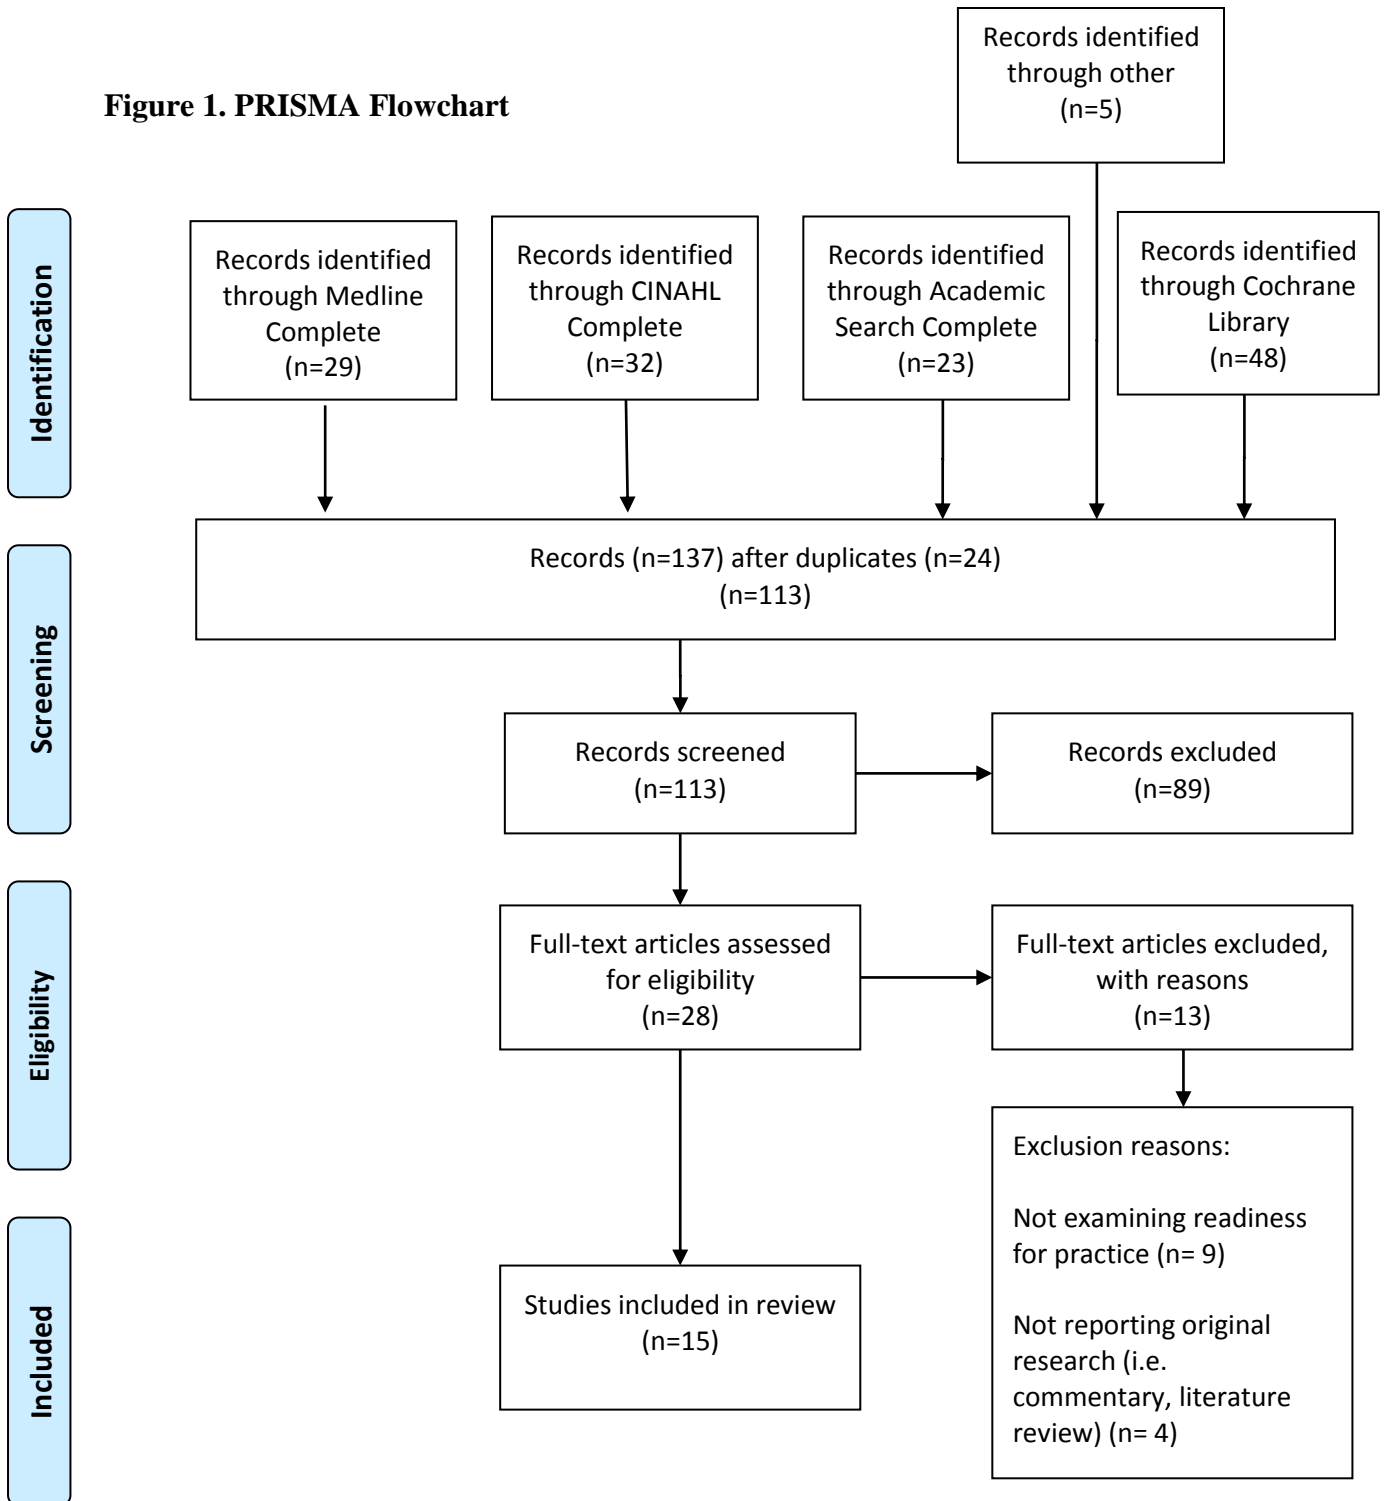 Records identified
through other
(n=5)
Figure 1. PRISMA Flowchart
Identification
Records identified
through Medline
Complete
(n=29)
Records identified
through CINAHL
Complete
(n=32)
Records identified
through Academic
Search Complete
(n=23)
Records identified
through Cochrane
Library
(n=48)
Records (n=137) after duplicates (n=24)
(n=113)
Screening
Records screened
(n=113)
Records excluded
(n=89)
Eligibility
Full-text articles assessed
for eligibility
(n=28)
Full-text articles excluded,
with reasons
(n=13)
Exclusion reasons:
Not examining readiness
for practice (n= 9)
Not reporting original
research (i.e.
commentary, literature
review) (n= 4)
Included
Studies included in review
(n=15)